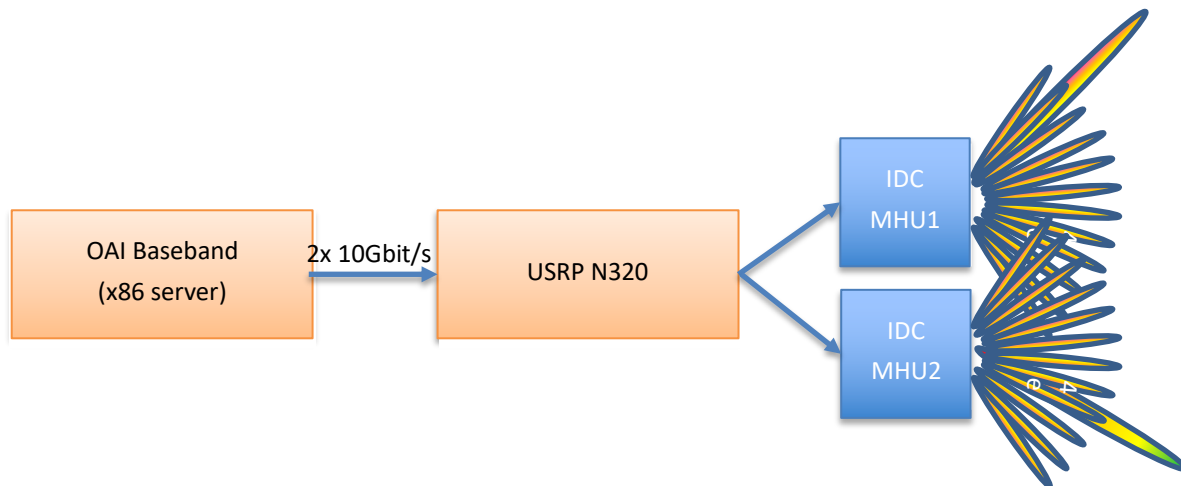 OAI Baseband
(x86 server)
2x 10Gbit/s
USRP N320
IDC
MHU1
IDC
MHU2